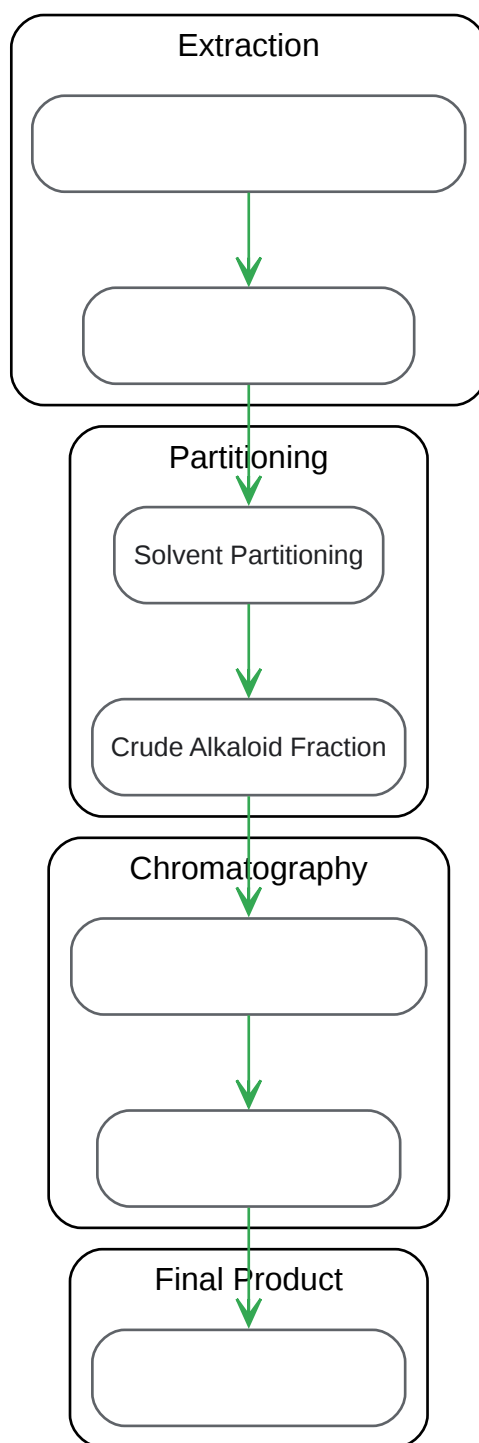 Extraction
Partitioning
Solvent Partitioning
Crude Alkaloid Fraction
Chromatography
Final Product